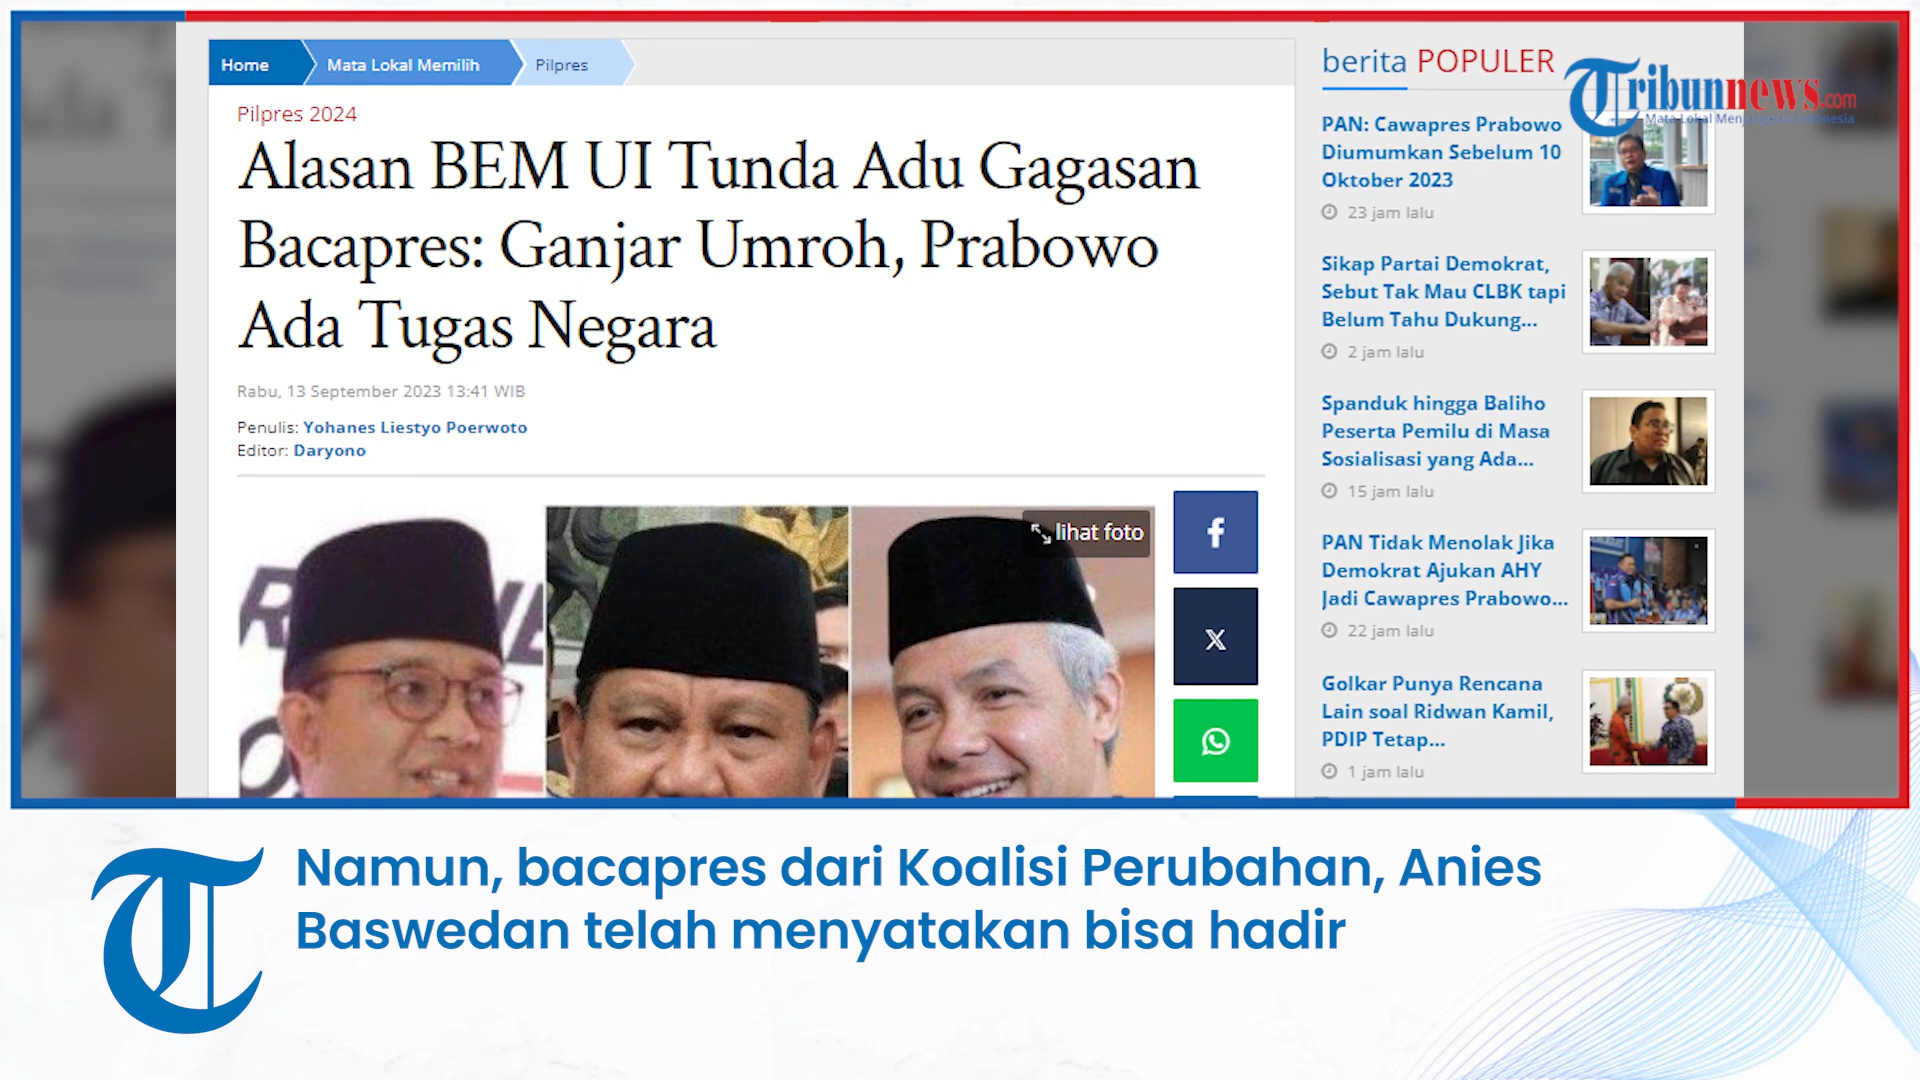 Home
Mata Lokal Memilih
Pilpres
Pilpres 2024
Alasan BEM UI Tunda Adu Gagasan
Bacapres: Ganjar Umroh, Prabowo
Ada Tugas Negara
Rabu, 13 September 2023 13:41 WIB
Penulis: Yohanes Liestyo Poerwoto
Editor: Daryono
lihat foto
berita POPULER
Tribunnews.com
PAN: Cawapres Prabowo
Diumumkan Sebelum 10
Oktober 2023
23 jam lalu
Sikap Partai Demokrat,
Sebut Tak Mau CLBK tapi
Belum Tahu Dukung...
2 jam lalu
Spanduk hingga Baliho
Peserta Pemilu di Masa
Sosialisasi yang Ada...
15 jam lalu
PAN Tidak Menolak Jika
Demokrat Ajukan AHY
Jadi Cawapres Prabowo...
22 jam lalu
Golkar Punya Rencana
Lain soal Ridwan Kamil,
PDIP Tetap...
1 jam lalu
Namun, bacapres dari Koalisi Perubahan, Anies
Baswedan telah menyatakan bisa hadir